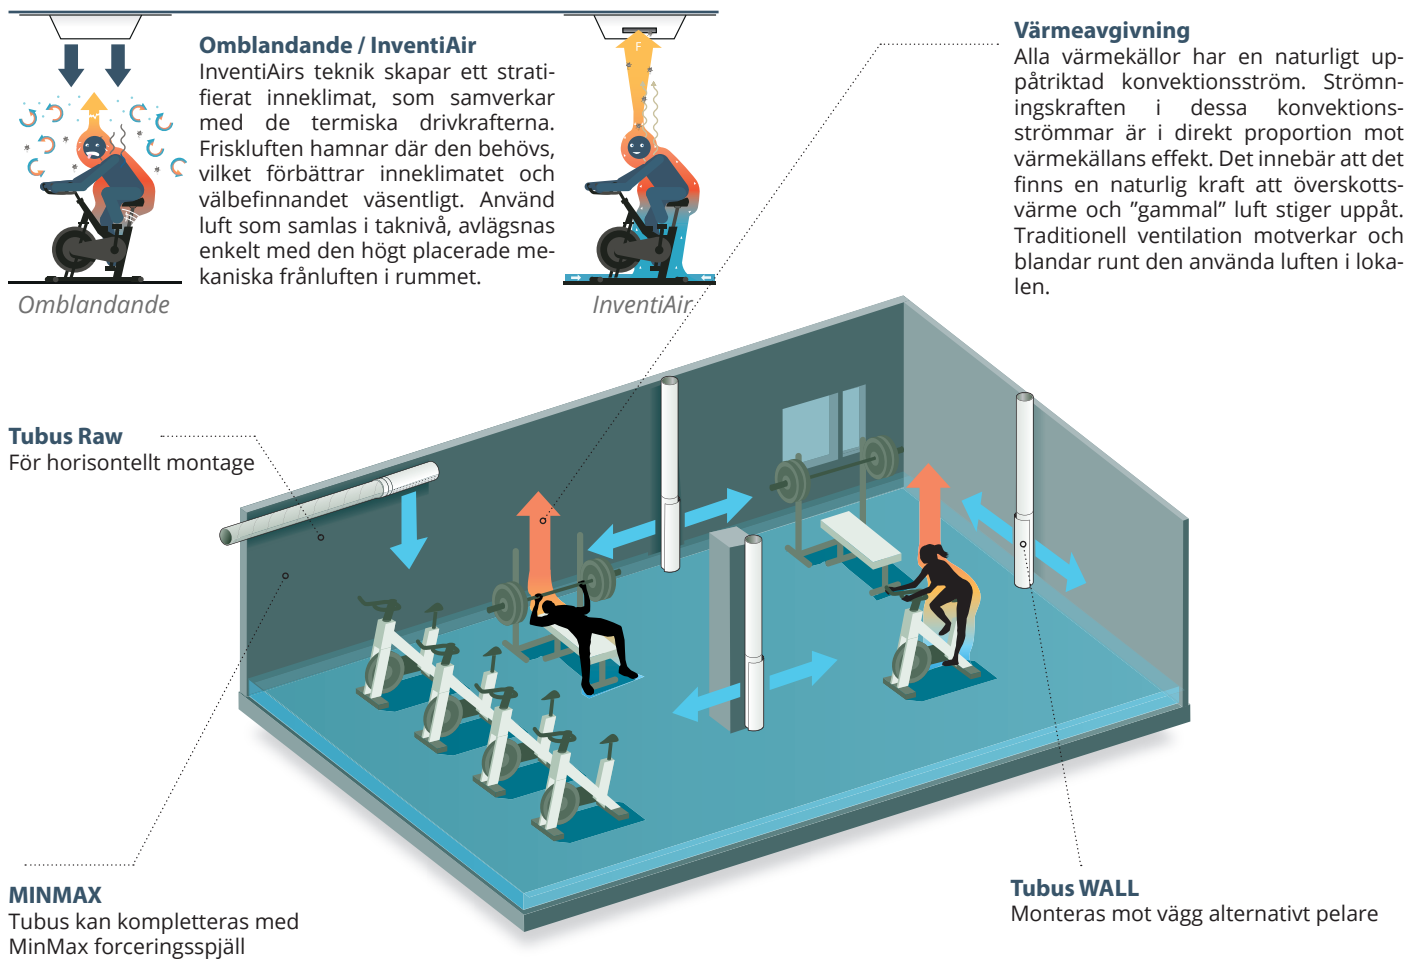 Omblandande / InventiAir
InventiAirs teknik skapar ett strati-
fierat inneklimat, som samverkar
med de termiska drivkrafterna.
Friskluften hamnar där den behövs,
vilket förbättrar inneklimatet och
välbefinnandet väsentligt. Använd
luft som samlas i taknivå, avlägsnas
enkelt med den högt placerade me-
kaniska frånluften i rummet.
Omblandande
F
InventiAir
Värmeavgivning
Alla värmekällor har en naturligt up-
påtriktad konvektionsström. Strömn-
ingskraften i dessa konvektions-
strömmar är i direkt proportion mot
värmekällans effekt. Det innebär att det
finns en naturlig kraft att överskotts-
värme och ”gammal” luft stiger uppåt.
Traditionell ventilation motverkar och
blandar runt den använda luften i loka-
len.
Tubus Raw
För horisontellt montage
MINMAX
Tubus kan kompletteras med
MinMax forceringsspjäll
Tubus WALL
Monteras mot vägg alternativt pelare